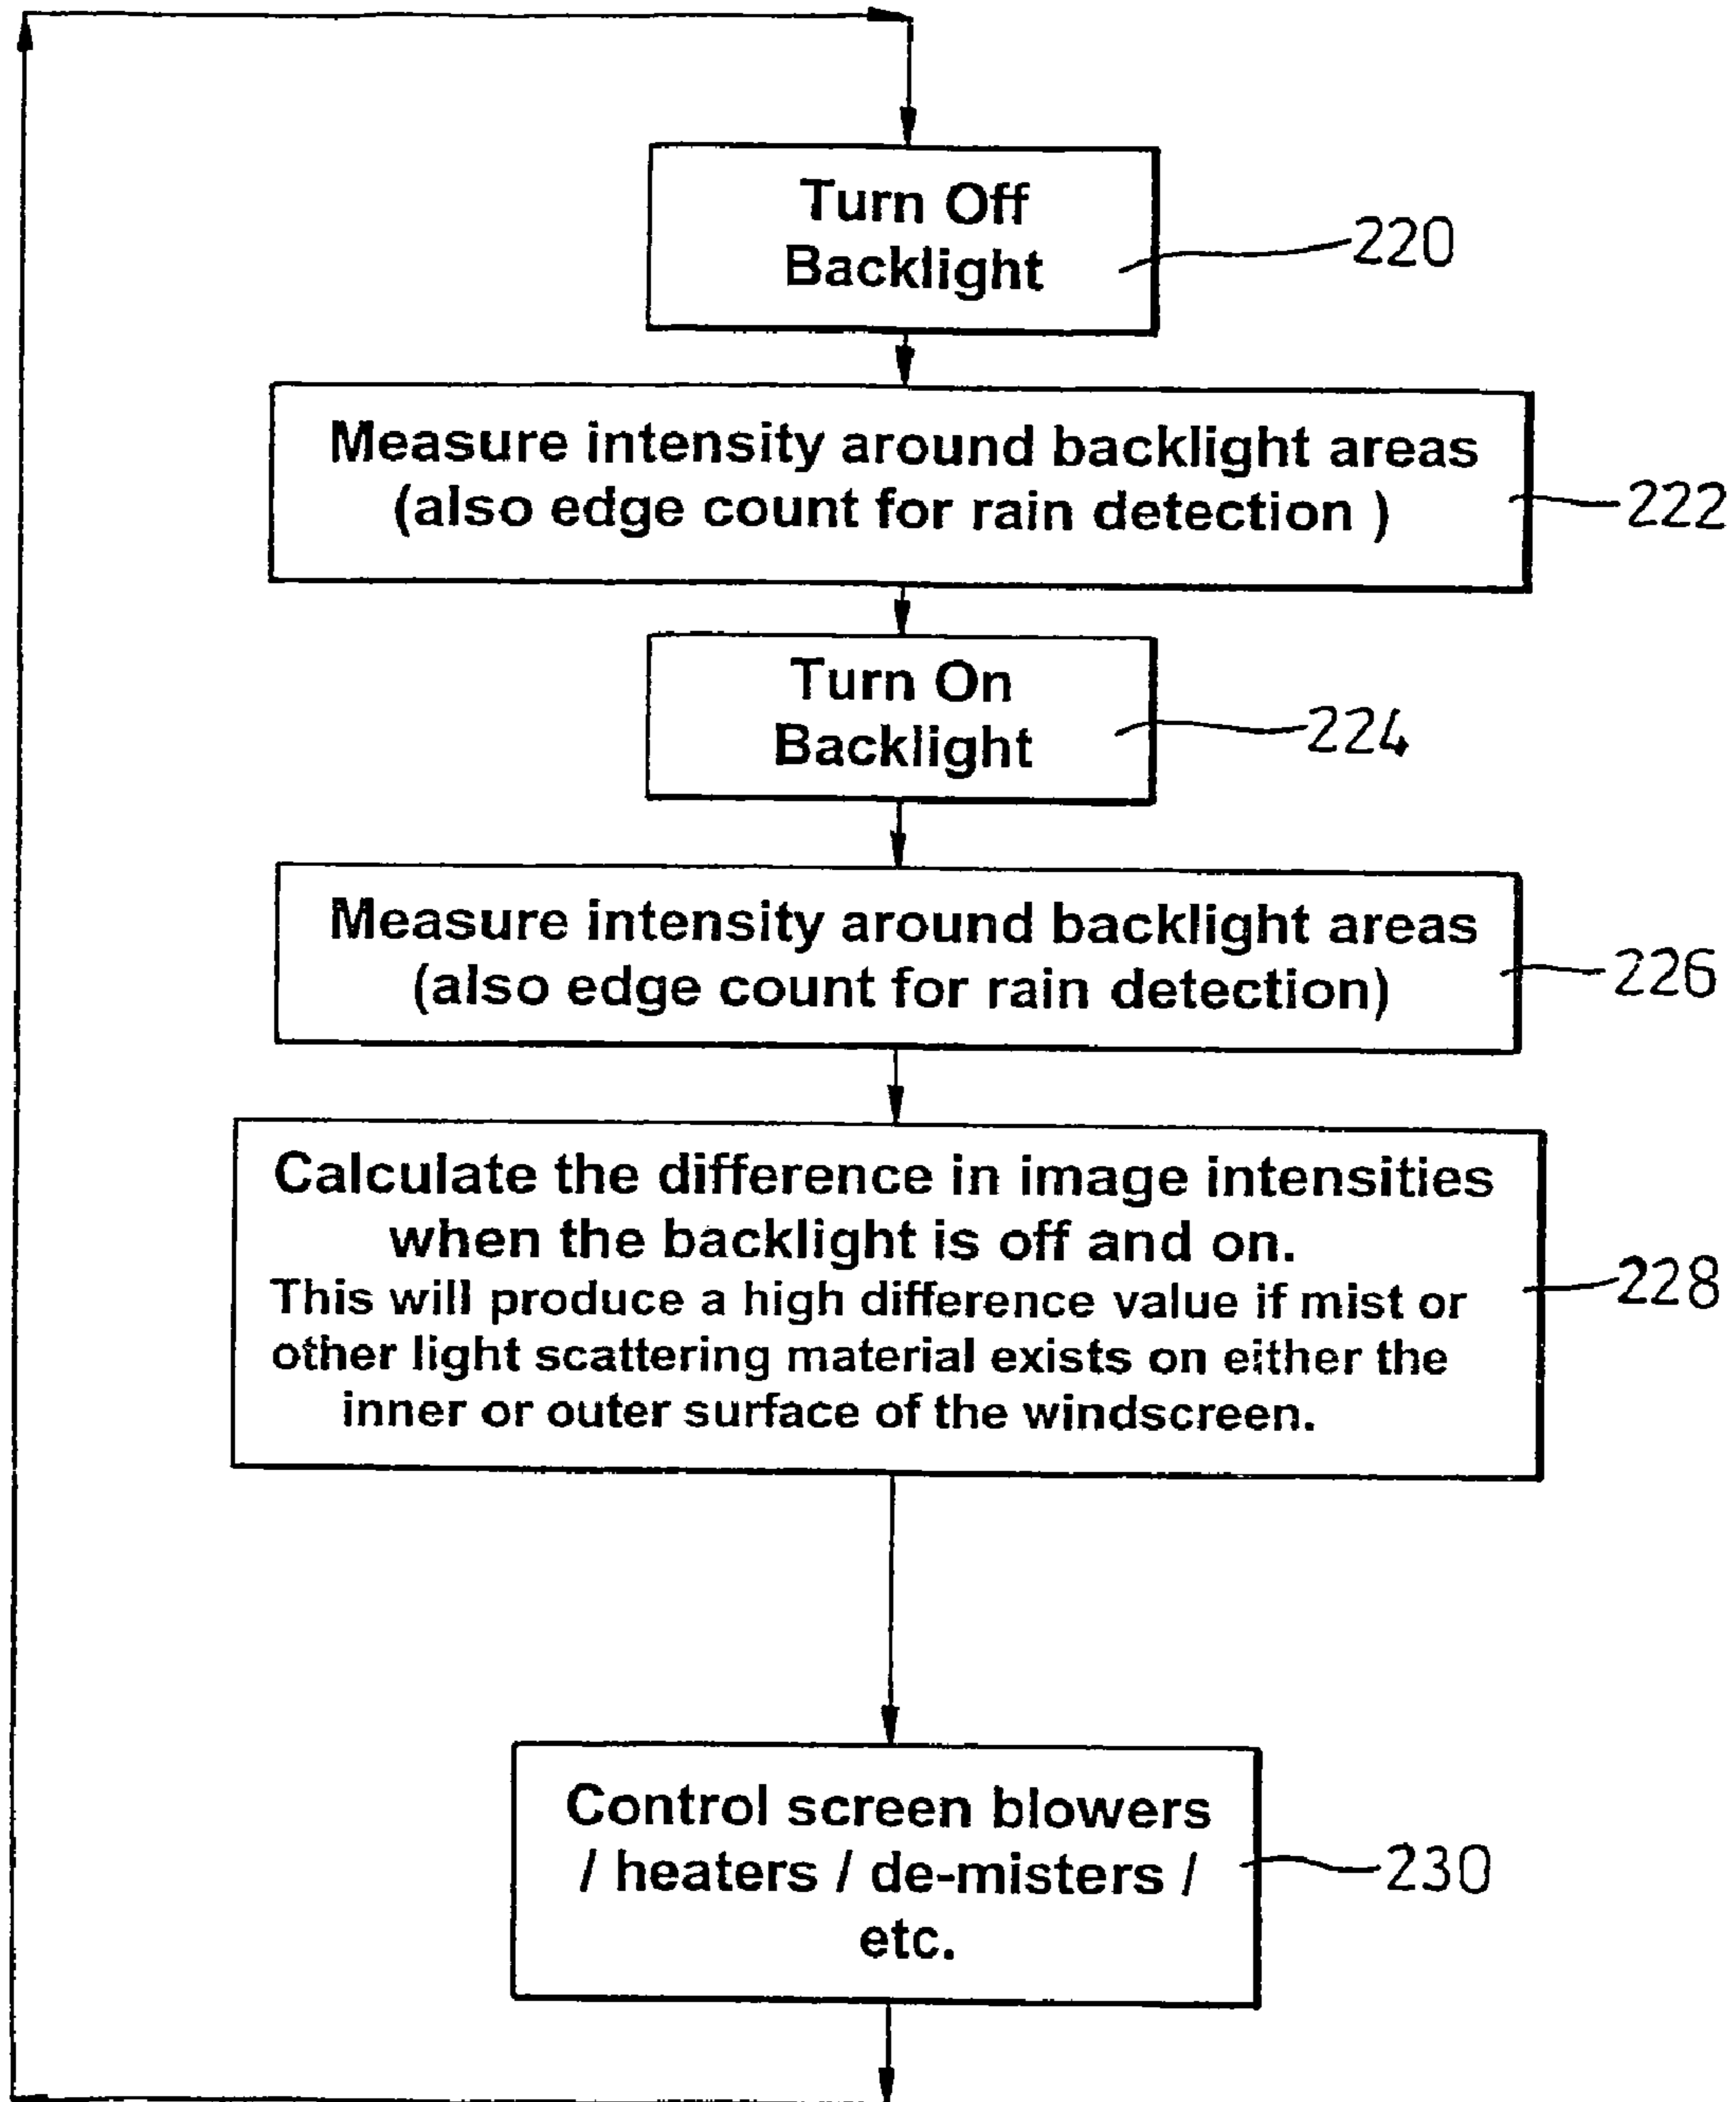 Turn Off
Backlight
220
Measure intensity around backlight areas
(also edge count for rain detection )
222
Turn On
Backlight
224
Measure intensity around backlight areas
(also edge count for rain detection)
226
Calculate the difference in image intensities
when the backlight is off and on.
This will produce a high difference value if mist or
other light scattering material exists on either the
inner or outer surface of the windscreen.
228
Control screen blowers
/ heaters / de-misters /
etc.
230